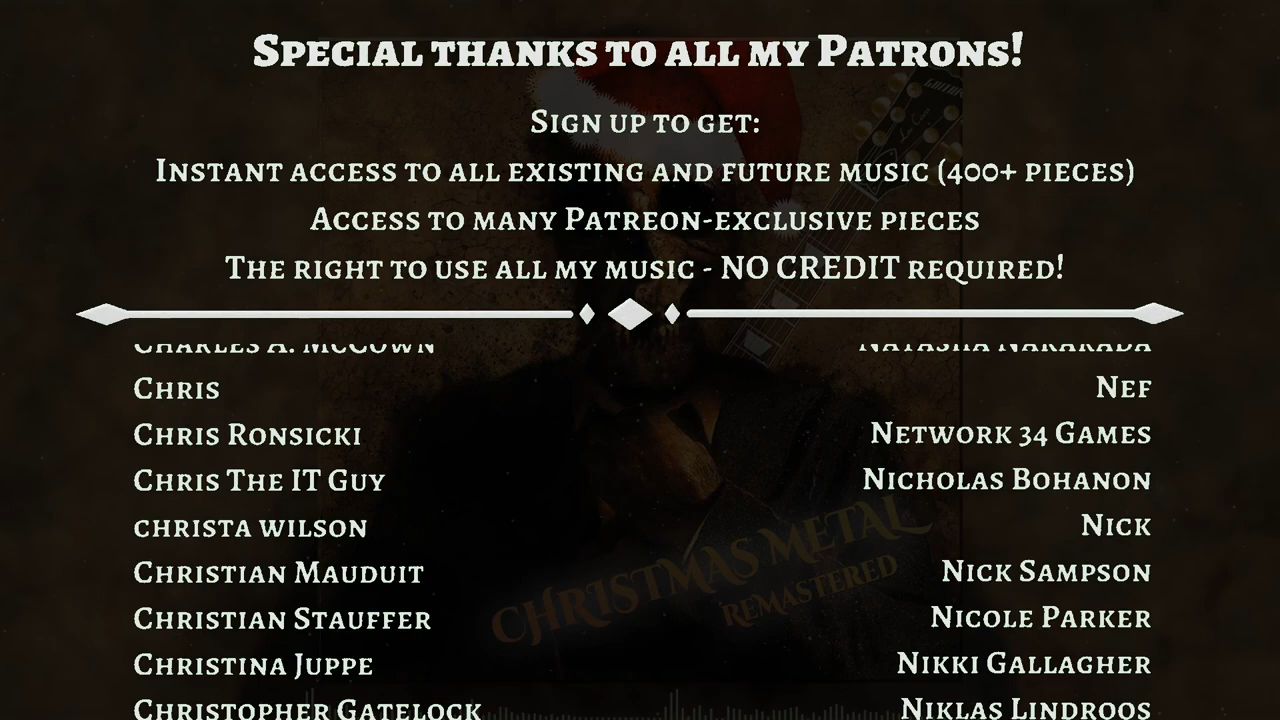 Special thanks to all my Patrons!
Sign up to get:
Instant access to all existing and future music (400+ pieces)
Access to many Patreon-exclusive pieces
The right to use all my music - NO CREDIT required!
Charles A. McCown
Chris
Chris Ronsicki
Chris The IT Guy
christa wilson
Christian Mauduit
Christian Stauffer
Christina Juppe
Christopher Gatelock
Nef
Network 34 Games
Nicholas Bohanon
Nick
Nick Sampson
Nicole Parker
Nikki Gallagher
Niklas Lindroos
CHRISTMAS METAL
REMASTERED